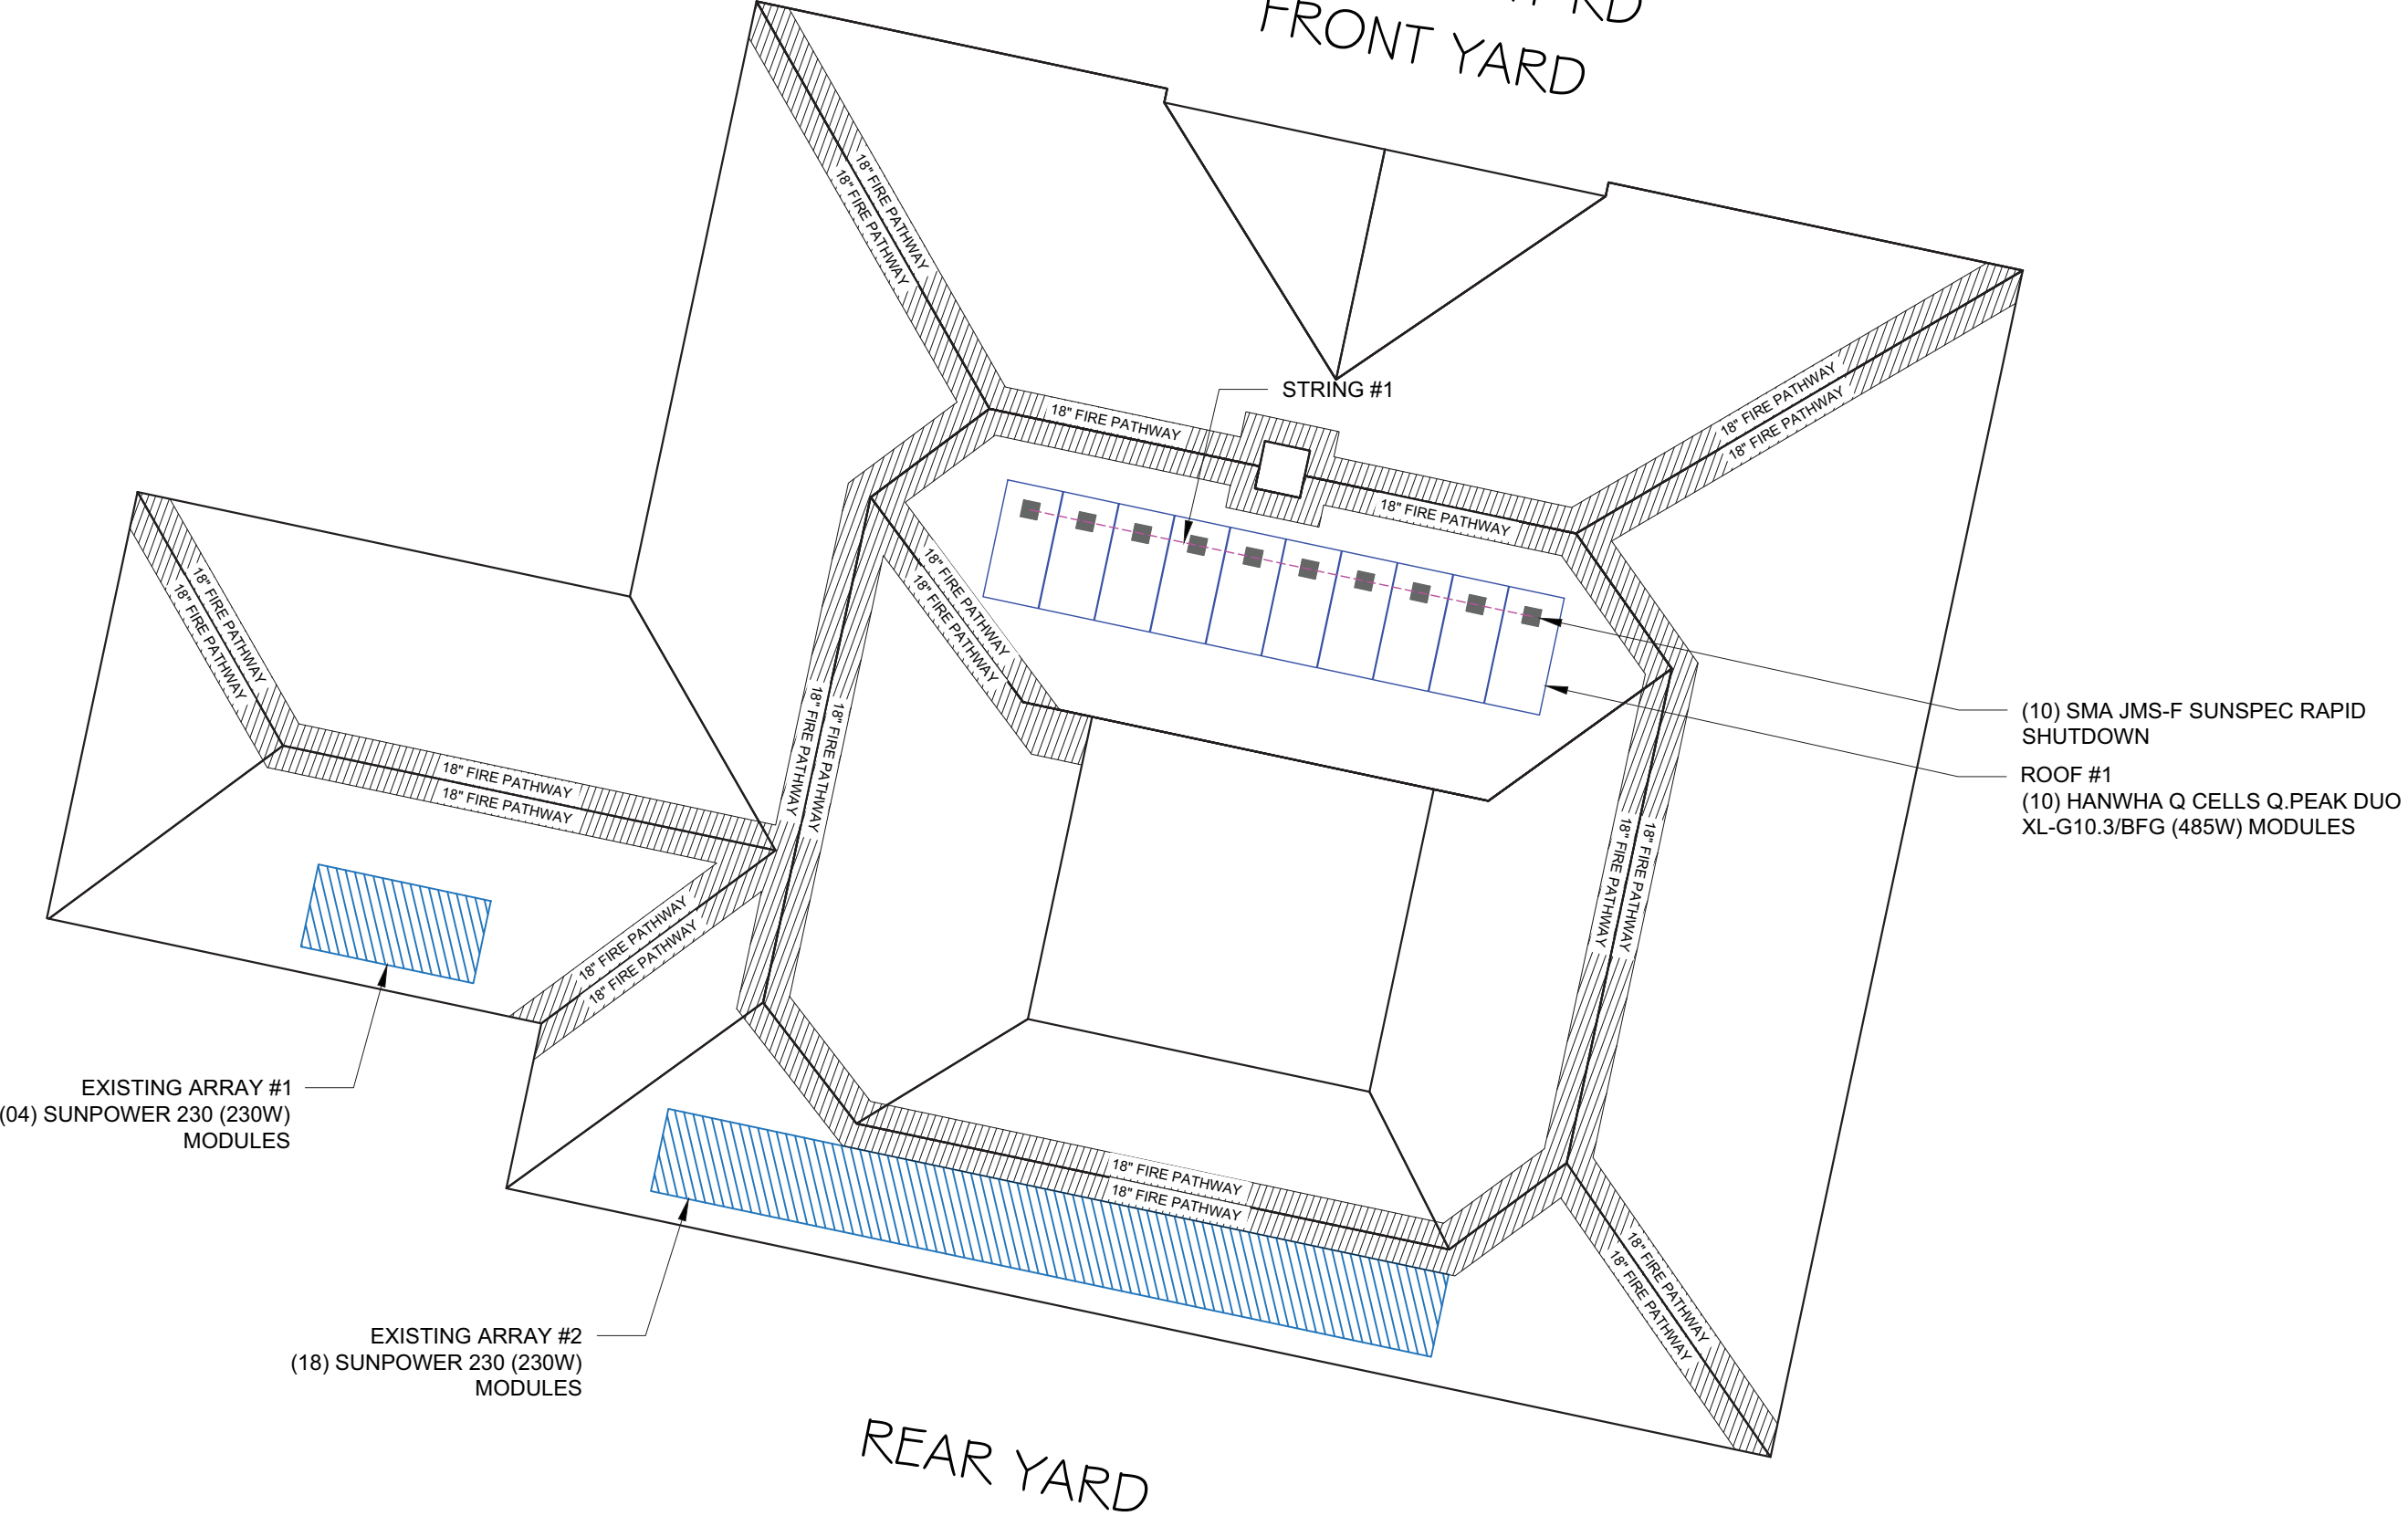 RD
FRONT YARD
18" FIRE PATHWAY
18" FIRE PATHWAY
STRING #1
18" FIRE PATHWAY
18" FIRE PATHWAY
18" FIRE PATHWAY
18" FIRE PATHWAY
18" FIRE PATHWAY
18" FIRE PATHWAY
18" FIRE PATHWAY
18" FIRE PATHWAY
18" FIRE PATHWAY
18" FIRE PATHWAY
(10) SMA JMS-F SUNSPEC RAPID
SHUTDOWN
ROOF #1
(10) HANWHA Q CELLS Q.PEAK DUO
XL-G10.3/BFG (485W) MODULES
18" FIRE PATHWAY
18" FIRE PATHWAY
18" FIRE PATHWAY
18" FIRE PATHWAY
18" FIRE PATHWAY
18" FIRE PATHWAY
EXISTING ARRAY #1
(04) SUNPOWER 230 (230W)
MODULES
18" FIRE PATHWAY
18" FIRE PATHWAY
18" FIRE PATHWAY
18" FIRE PATHWAY
EXISTING ARRAY #2
(18) SUNPOWER 230 (230W)
MODULES
REAR YARD